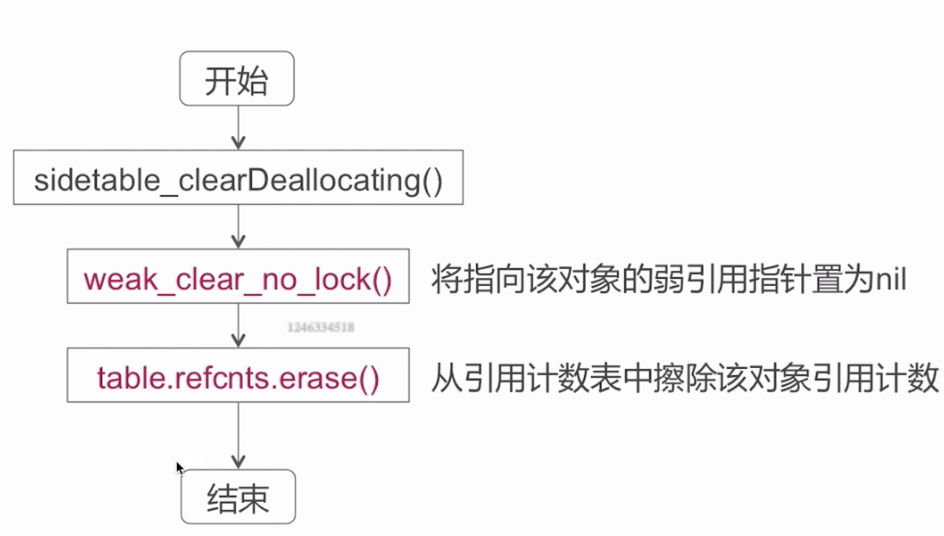 开始
sidetable_clearDeallocating()
weak_clear_no_lock() 将指向该对象的弱引用指针置为nil
1246334518
table.refcnts.erase() 从引用计数表中擦除该对象引用计数
结束